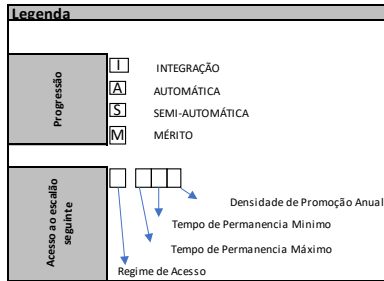 Legenda
Progressão
I INTEGRAÇÃO
A AUTOMÁTICA
S SEMI-AUTOMÁTICA
M MÉRITO
Acesso ao escalão
seguinte
Densidade de Promoção Anual
Tempo de Permanencia Minimo
Tempo de Permanencia Máximo
Regime de Acesso